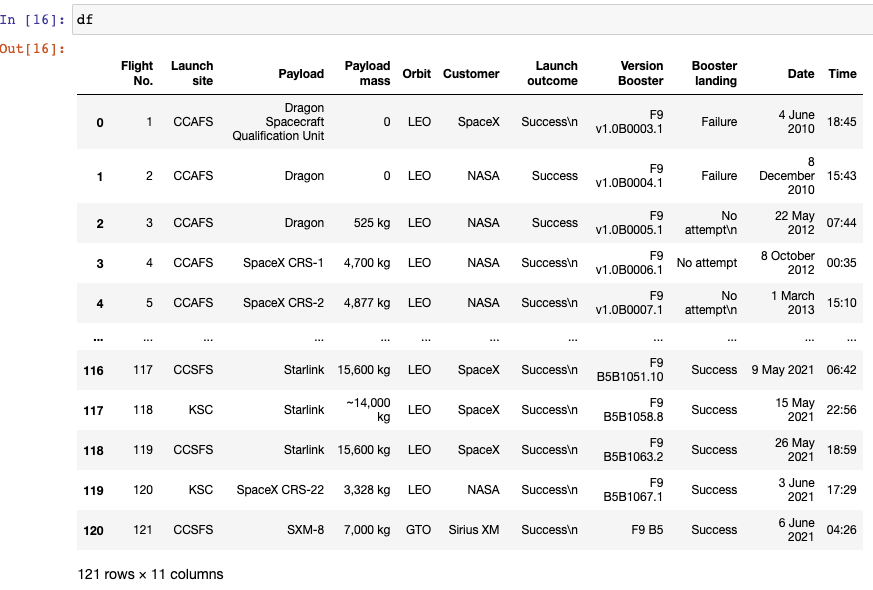 In [16]: df
Out[16]:
Flight No. Launch site Payload Payload mass Orbit Customer Launch outcome Version Booster Booster landing Date Time
0 1 CCAFS Dragon Spacecraft Qualification Unit 0 LEO SpaceX Success\n F9 v1.0B0003.1 Failure 4 June 2010 18:45
1 2 CCAFS Dragon 0 LEO NASA Success F9 v1.0B0004.1 Failure 8 December 2010 15:43
2 3 CCAFS Dragon 525 kg LEO NASA Success F9 v1.0B0005.1 No attempt\n 22 May 2012 07:44
3 4 CCAFS SpaceX CRS-1 4,700 kg LEO NASA Success\n F9 v1.0B0006.1 No attempt 8 October 2012 00:35
4 5 CCAFS SpaceX CRS-2 4,877 kg LEO NASA Success\n F9 v1.0B0007.1 No attempt\n 1 March 2013 15:10
... ... ... ... ... ... ... ... ... ... ... ...
116 117 CCSFS Starlink 15,600 kg LEO SpaceX Success\n F9 B5B1051.10 Success 9 May 2021 06:42
117 118 KSC Starlink ~14,000 kg LEO SpaceX Success\n F9 B5B1058.8 Success 15 May 2021 22:56
118 119 CCSFS Starlink 15,600 kg LEO SpaceX Success\n F9 B5B1063.2 Success 26 May 2021 18:59
119 120 KSC SpaceX CRS-22 3,328 kg LEO NASA Success\n F9 B5B1067.1 Success 3 June 2021 17:29
120 121 CCSFS SXM-8 7,000 kg GTO Sirius XM Success\n F9 B5 Success 6 June 2021 04:26
121 rows × 11 columns